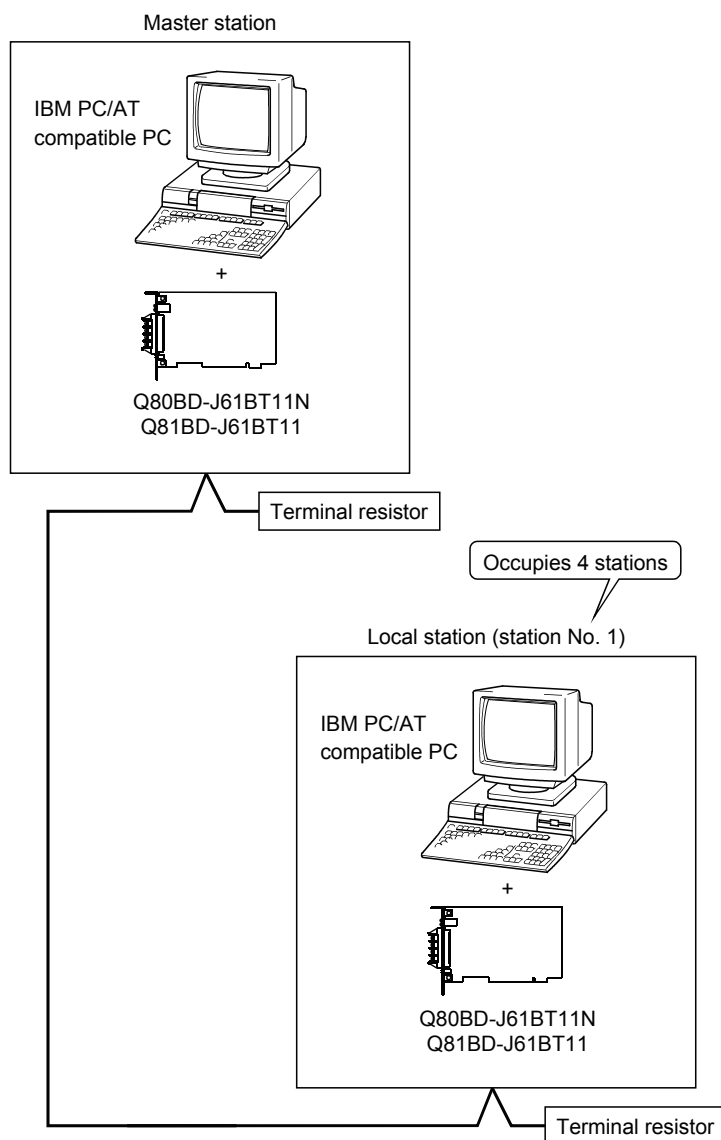 Master station
IBM PC/AT
compatible PC
+
Q80BD-J61BT11N
Q81BD-J61BT11
Terminal resistor
Occupies 4 stations
Local station (station No. 1)
IBM PC/AT
compatible PC
+
Q80BD-J61BT11N
Q81BD-J61BT11
Terminal resistor